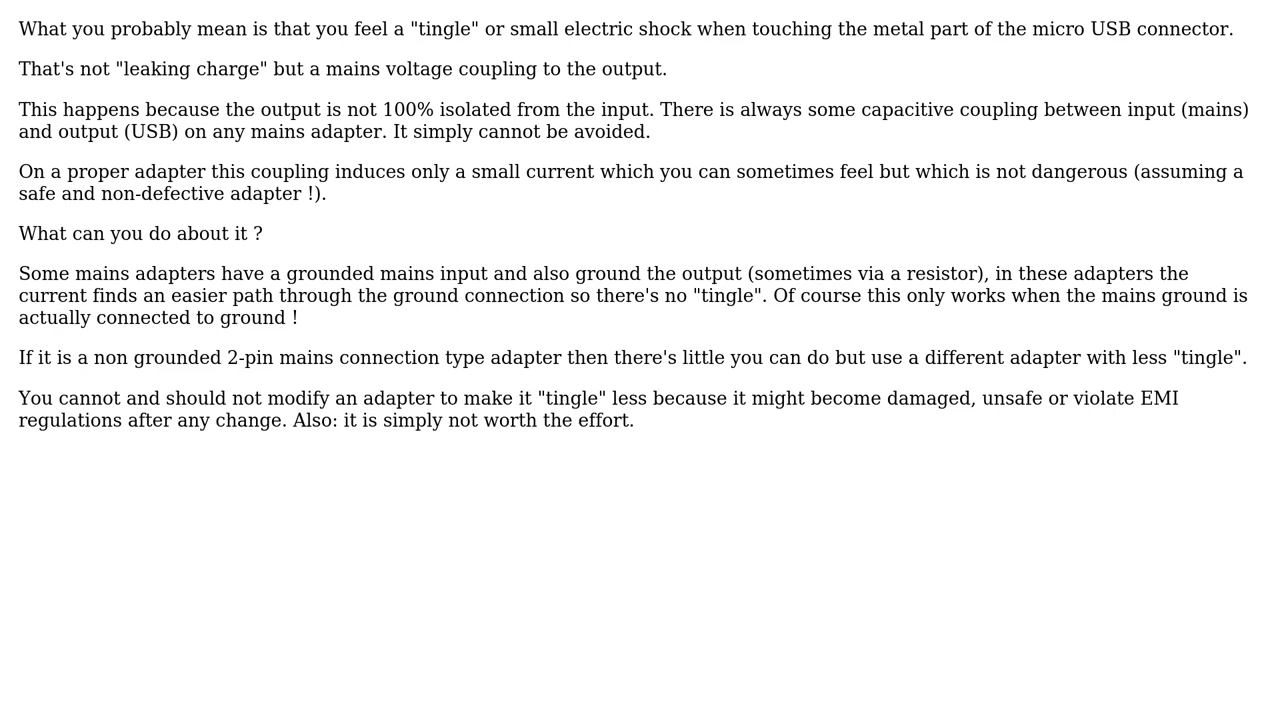 What you probably mean is that you feel a "tingle" or small electric shock when touching the metal part of the micro USB connector.
That's not "leaking charge" but a mains voltage coupling to the output.
This happens because the output is not 100% isolated from the input. There is always some capacitive coupling between input (mains)
and output (USB) on any mains adapter. It simply cannot be avoided.
On a proper adapter this coupling induces only a small current which you can sometimes feel but which is not dangerous (assuming a
safe and non-defective adapter !).
What can you do about it ?
Some mains adapters have a grounded mains input and also ground the output (sometimes via a resistor), in these adapters the
current finds an easier path through the ground connection so there's no "tingle". Of course this only works when the mains ground is
actually connected to ground !
If it is a non grounded 2-pin mains connection type adapter then there's little you can do but use a different adapter with less "tingle".
You cannot and should not modify an adapter to make it "tingle" less because it might become damaged, unsafe or violate EMI
regulations after any change. Also: it is simply not worth the effort.